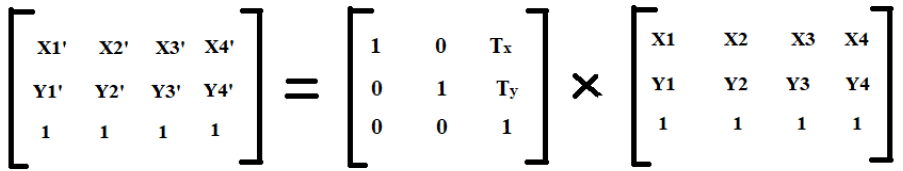 X1' X2' X3' X4' 1 0 Tx X1 X2 X3 X4
Y1' Y2' Y3' Y4' = 0 1 Ty × Y1 Y2 Y3 Y4
1 1 1 1 0 0 1 1 1 1 1